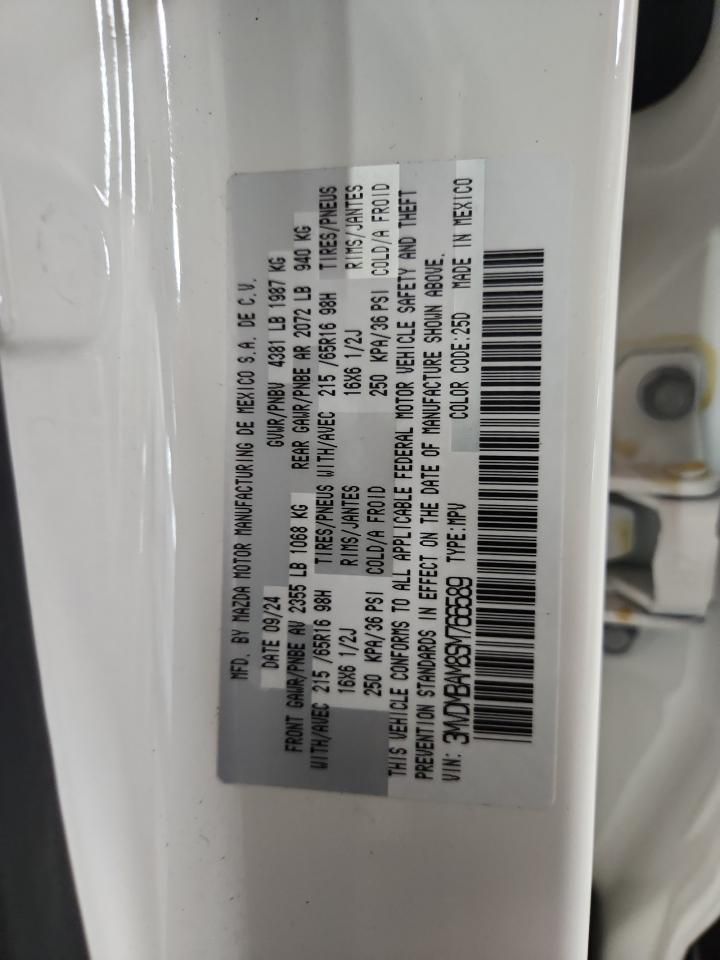 MFD. BY MAZDA MOTOR MANUFACTURING DE MEXICO S.A. DE C.V.
DATE 09/24 GVWR/PNBV 4381 LB 1987 KG
FRONT GAWR/PNBE AV 2355 LB 1068 KG REAR GAWR/PNBE AR 2072 LB 940 KG
WITH/AVEC 215 /65R16 98H TIRES/PNEUS WITH/AVEC 215 /65R16 98H TIRES/PNEUS
16X6 1/2J RIMS/JANTES 16X6 1/2J RIMS/JANTES
250 KPA/36 PSI COLD/A FROID 250 KPA/36 PSI COLD/A FROID
THIS VEHICLE CONFORMS TO ALL APPLICABLE FEDERAL MOTOR VEHICLE SAFETY AND THEFT
PREVENTION STANDARDS IN EFFECT ON THE DATE OF MANUFACTURE SHOWN ABOVE.
VIN: 3MVDMBAM8SM766589 TYPE:MPV COLOR CODE:25D MADE IN MEXICO